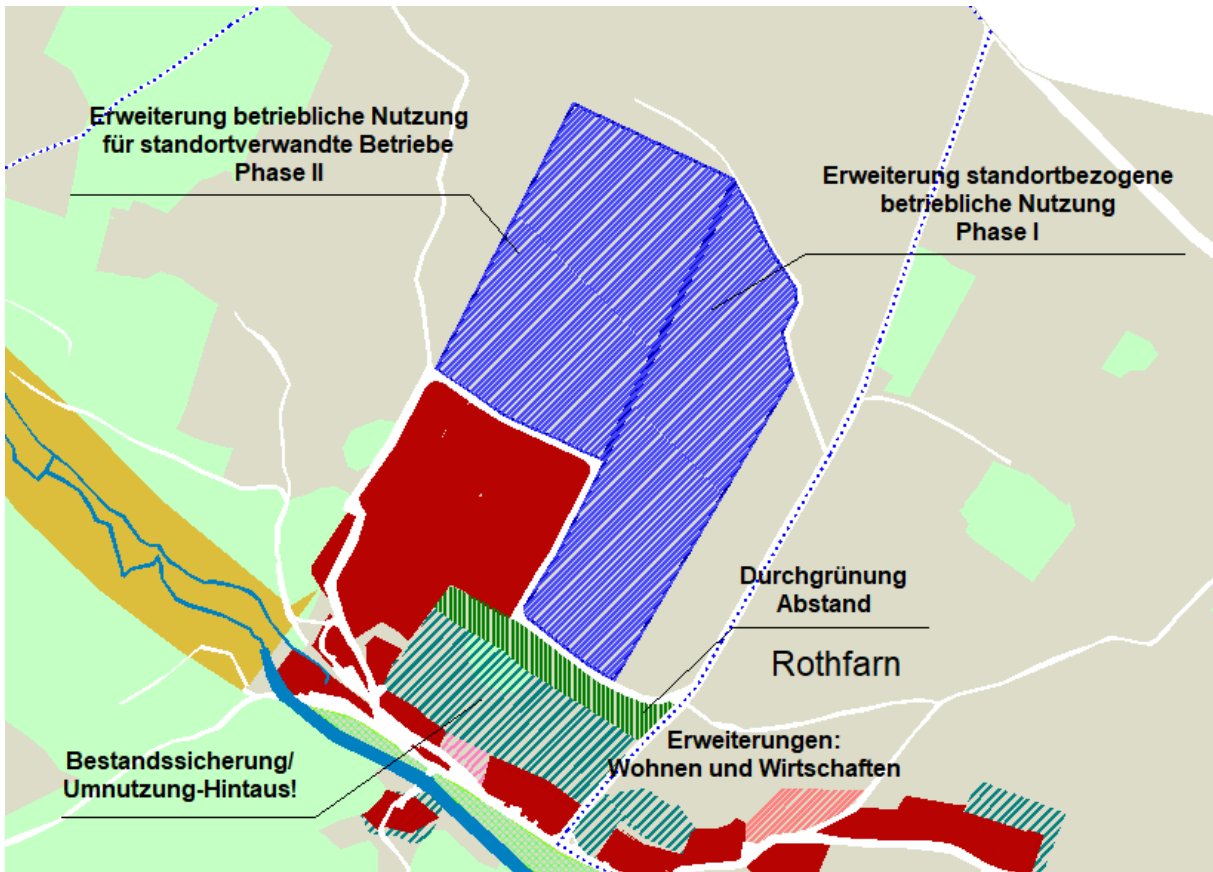 Erweiterung betriebliche Nutzung
für standortverwandte Betriebe
Phase II
Erweiterung standortbezogene
betriebliche Nutzung
Phase I
Durchgrünung
Abstand
Rothfarn
Erweiterungen:
Wohnen und Wirtschaften
Bestandssicherung/
Umnutzung-Hintaus!